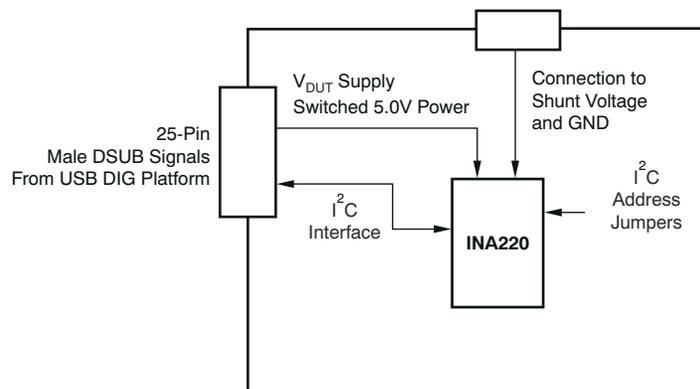 V_DUT Supply
Switched 5.0V Power
Connection to
Shunt Voltage
and GND
25-Pin
Male DSUB Signals
From USB DIG Platform
I²C
Interface
INA220
I²C
Address
Jumpers